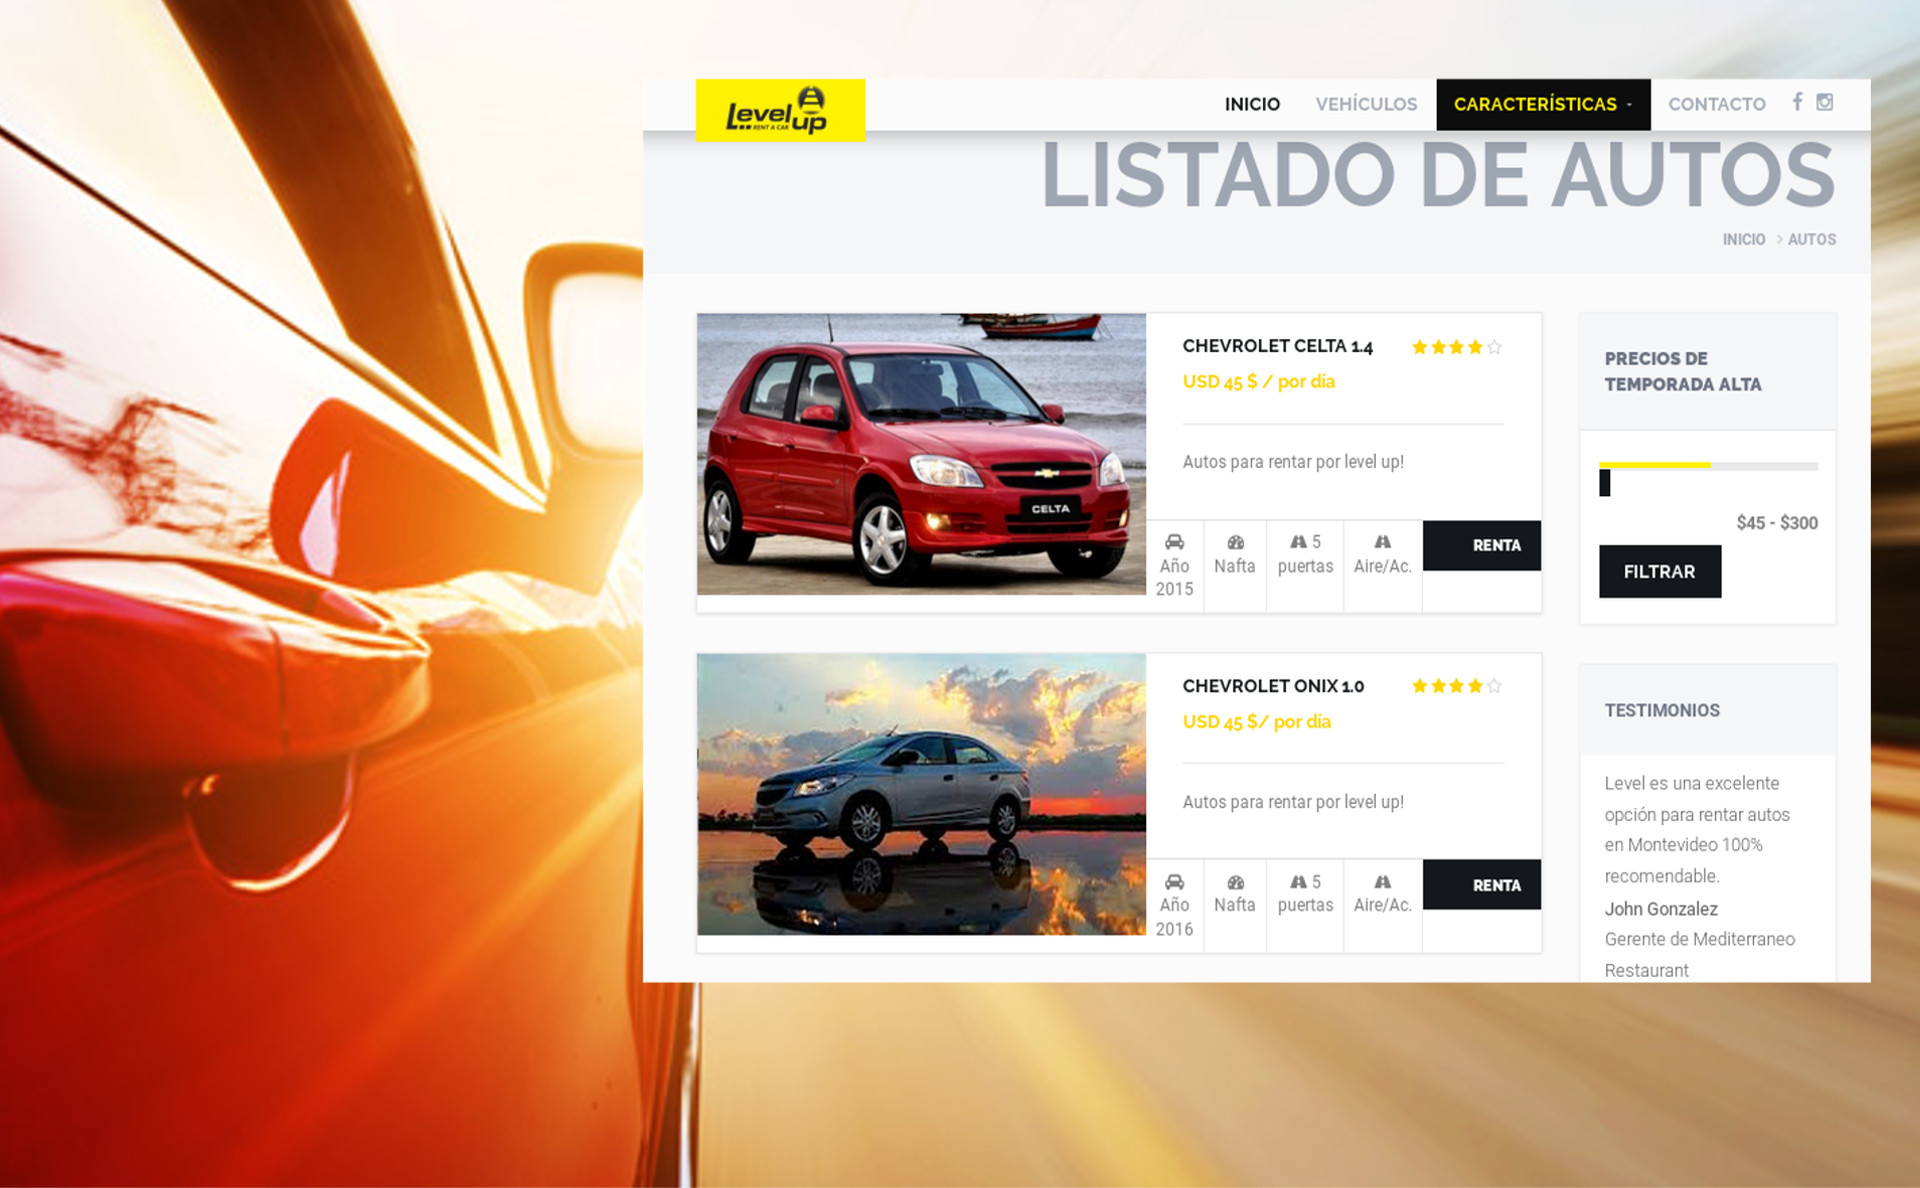 Level up
RENT A CAR
INICIO VEHÍCULOS CARACTERÍSTICAS CONTACTO
LISTADO DE AUTOS
INICIO > AUTOS
CELTA
CHEVROLET CELTA 1.4
USD 45 $ / por dia
Autos para rentar por level up!
Año 2015
Nafta
5 puertas
Aire/Ac.
RENTA
CHEVROLET ONIX 1.0
USD 45 $/ por dia
Autos para rentar por level up!
Año 2016
Nafta
5 puertas
Aire/Ac.
RENTA
PRECIOS DE
TEMPORADA ALTA
$45 - $300
FILTRAR
TESTIMONIOS
Level es una excelente
opción para rentar autos
en Montevideo 100%
recomendable.
John Gonzalez
Gerente de Mediterraneo
Restaurant